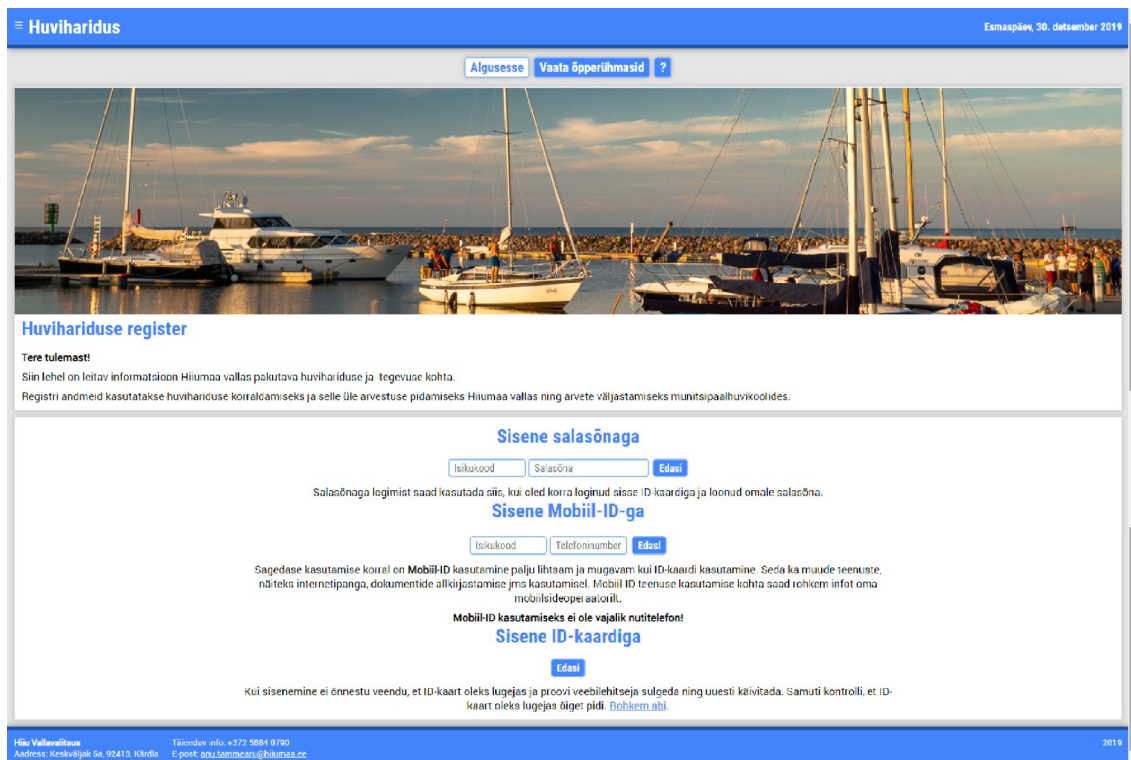 ≡ Huviharidus
Esmaspäev, 30. detsember 2019
Algusesse Vaata õpperühmasid ?
Huvihariduse register
Tere tulemast!
Siin lehel on leitav informatsioon Hiiumaa vallas pakutava huvihariduse ja -tegevuse kohta.
Registri andmeid kasutatakse huvihariduse korraldamiseks ja selle üle arvestuse pidamiseks Hiiumaa vallas ning arvete väljastamiseks munitsipaalhuvikoolides.
Sisene salasõnaga
Isikukood Salasõna Edasi
Salasõnaga logimist saad kasutada siis, kui oled korra loginud sisse ID-kaardiga ja loonud omale salasõna.
Sisene Mobiil-ID-ga
Isikukood Telefoninumber Edasi
Sagedase kasutamise korral on Mobiil-ID kasutamine palju lihtsam ja mugavam kui ID-kaardi kasutamine. Seda ka muude teenuste,
näiteks internetipanga, dokumentide allkirjastamise jms kasutamisel. Mobiil-ID teenuse kasutamise kohta saad rohkem infot oma
mobiilsideoperaatorilt.
Mobiil-ID kasutamiseks ei ole vajalik nutitelefon!
Sisene ID-kaardiga
Edasi
Kui sisenemine ei õnnestu veendu, et ID-kaart oleks lugejas ja proovi veebilehitseja sulgeda ning uuesti käivitada. Samuti kontrolli, et ID-
kaart oleks lugejas õiget pidi. Rohkem abi.
Hiiu Vallavalitsus
Aadress: Keskväljak 5a, 92413, Kärdla
Täiendav info: +372 5884 0790
E-post: anu.tammearu@hiiumaa.ee
2019